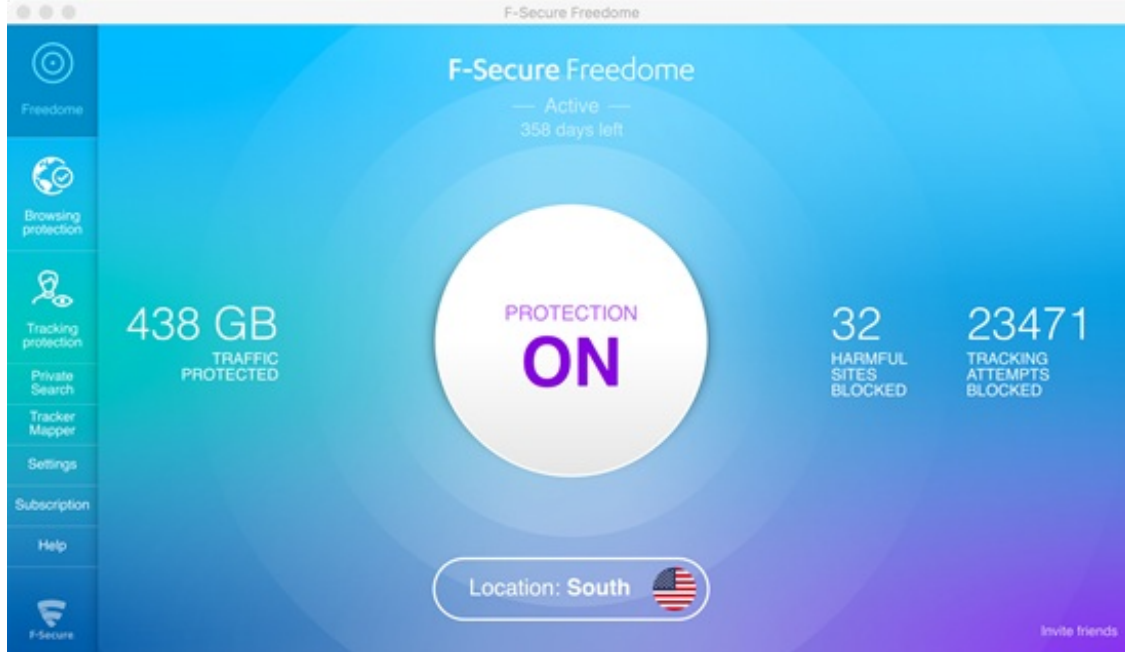 F-Secure Freedome
Freedome
Browsing
protection
Tracking
protection
Private
Search
Tracker
Mapper
Settings
Subscription
Help
F-Secure
F-Secure Freedome
— Active —
358 days left
438 GB
TRAFFIC
PROTECTED
PROTECTION
ON
32
HARMFUL
SITES
BLOCKED
23471
TRACKING
ATTEMPTS
BLOCKED
Location: South
Invite friends